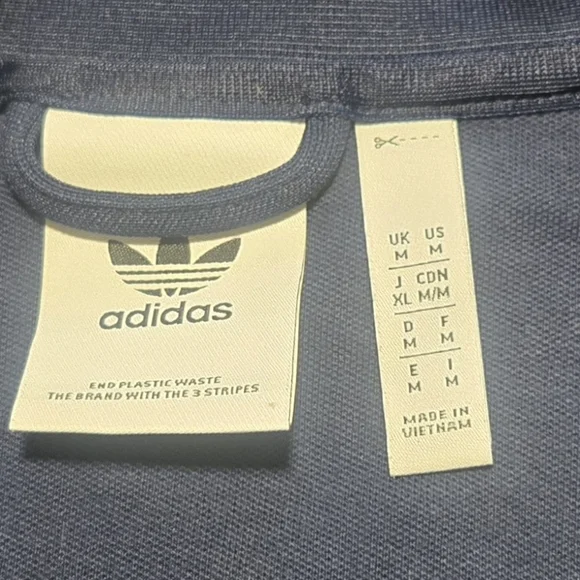 adidas
END PLASTIC WASTE
THE BRAND WITH THE 3 STRIPES
UK US
M M
J CDN
XL M/M
D F
M M
E I
M M
MADE IN
VIETNAM